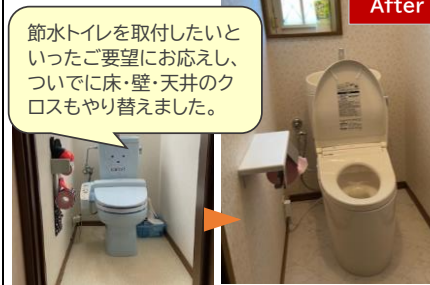 After
節水トイレを取付したいと
いったご要望にお応えし、
ついでに床・壁・天井のク
ロスもやり替えました。